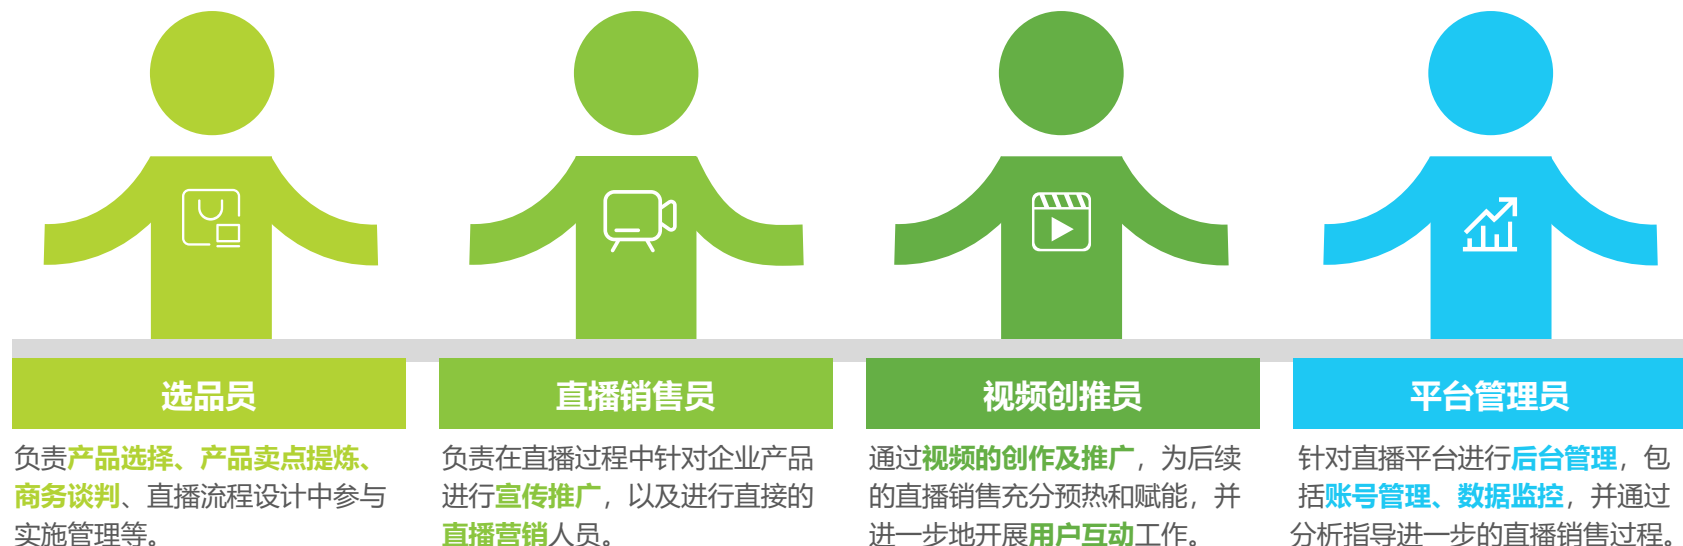 选品员
负责产品选择、产品卖点提炼、
商务谈判、直播流程设计中参与
实施管理等。
直播销售员
负责在直播过程中针对企业产品
进行宣传推广，以及进行直接的
直播营销人员。
视频创推员
通过视频的创作及推广，为后续
的直播销售充分预热和赋能，并
进一步地开展用户互动工作。
平台管理员
针对直播平台进行后台管理，包
括账号管理、数据监控，并通过
分析指导进一步的直播销售过程。